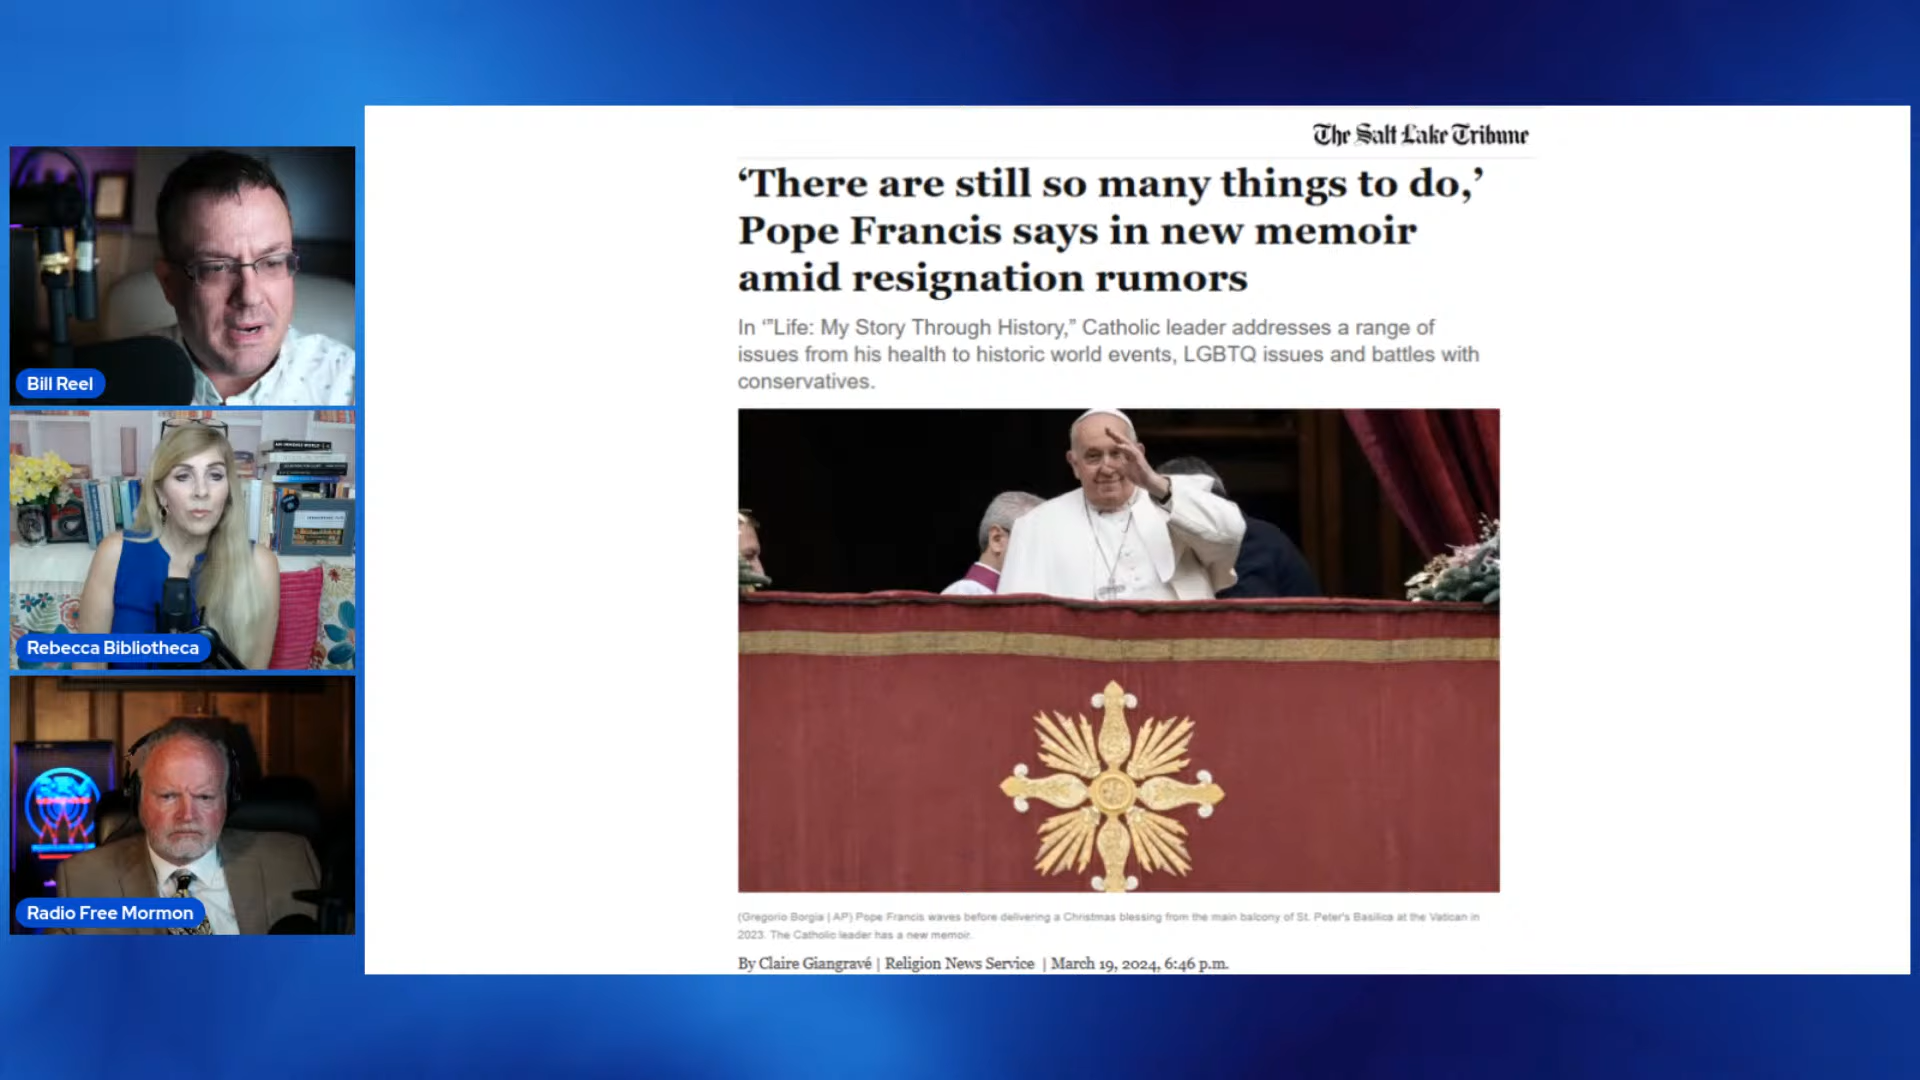 The Salt Lake Tribune
‘There are still so many things to do,’
Pope Francis says in new memoir
amid resignation rumors
In ‘”Life: My Story Through History,” Catholic leader addresses a range of
issues from his health to historic world events, LGBTQ issues and battles with
conservatives.
(Gregorio Borgia | AP) Pope Francis waves before delivering a Christmas blessing from the main balcony of St. Peter's Basilica at the Vatican in
2023. The Catholic leader has a new memoir.
By Claire Giangravé | Religion News Service | March 19, 2024, 6:46 p.m.
Bill Reel
Rebecca Bibliotheca
Radio Free Mormon